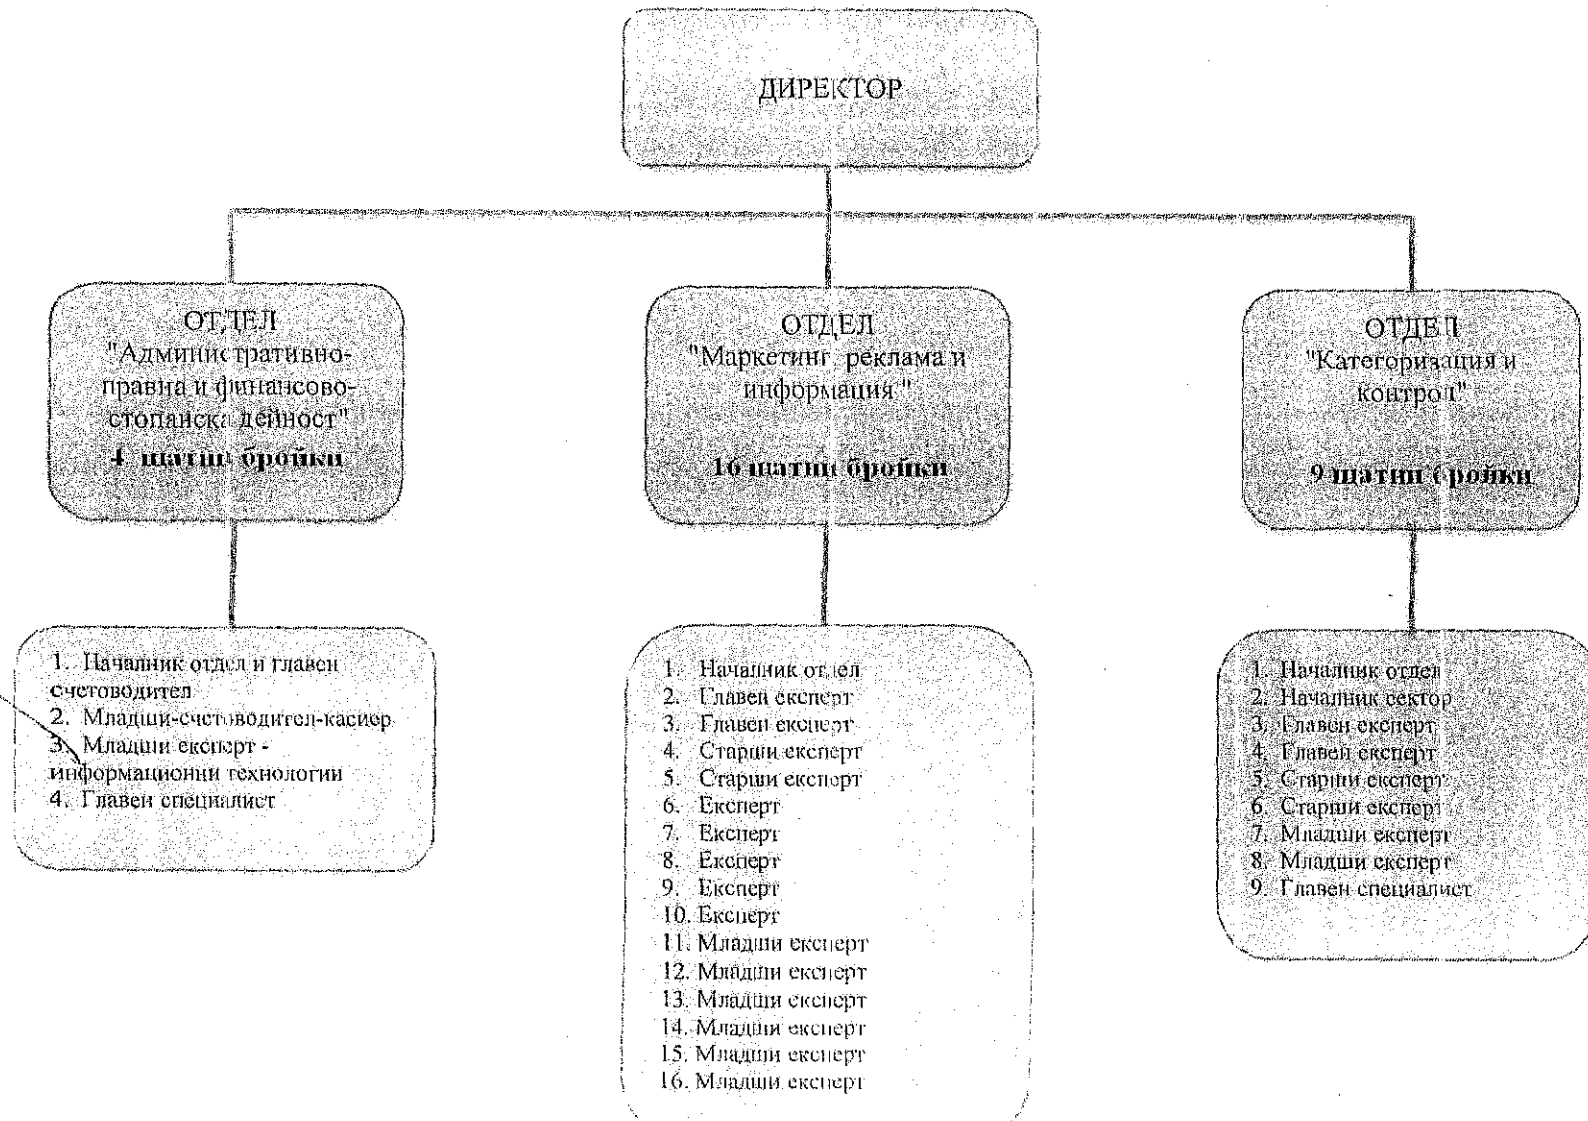 ДИРЕКТОР
ОТДЕЛ
"Административно-
правна и финансово-
стопанска дейност"
4 щатни бройки
ОТДЕЛ
"Маркетинг, реклама и
информация"
16 щатни бройки
ОТДЕЛ
"Категоризация и
контрол"
9 щатни бройки
1. Началник отдел и главен
счетоводител
2. Младши-счетоводител-касиер
3. Младши експерт -
информационни технологии
4. Главен специалист
1. Началник отдел
2. Главен експерт
3. Главен експерт
4. Старши експерт
5. Старши експерт
6. Експерт
7. Експерт
8. Експерт
9. Експерт
10. Експерт
11. Младши експерт
12. Младши експерт
13. Младши експерт
14. Младши експерт
15. Младши експерт
16. Младши експерт
1. Началник отдел
2. Началник сектор
3. Главен експерт
4. Главен експерт
5. Старши експерт
6. Старши експерт
7. Младши експерт
8. Младши експерт
9. Главен специалист